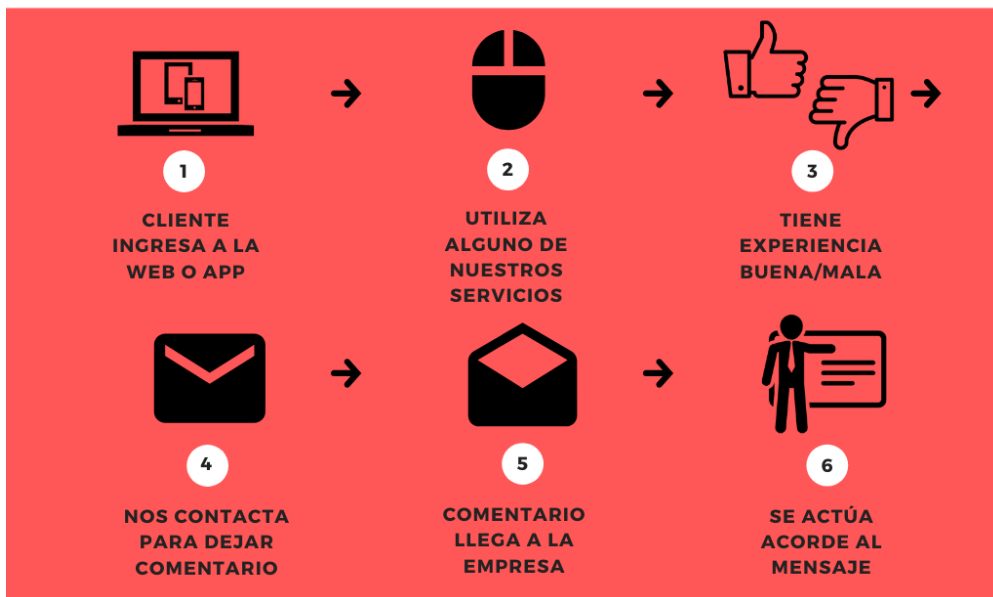 1
CLIENTE
INGRESA A LA
WEB O APP
2
UTILIZA
ALGUNO DE
NUESTROS
SERVICIOS
3
TIENE
EXPERIENCIA
BUENA/MALA
4
NOS CONTACTA
PARA DEJAR
COMENTARIO
5
COMENTARIO
LLEGA A LA
EMPRESA
6
SE ACTÚA
ACORDE AL
MENSAJE